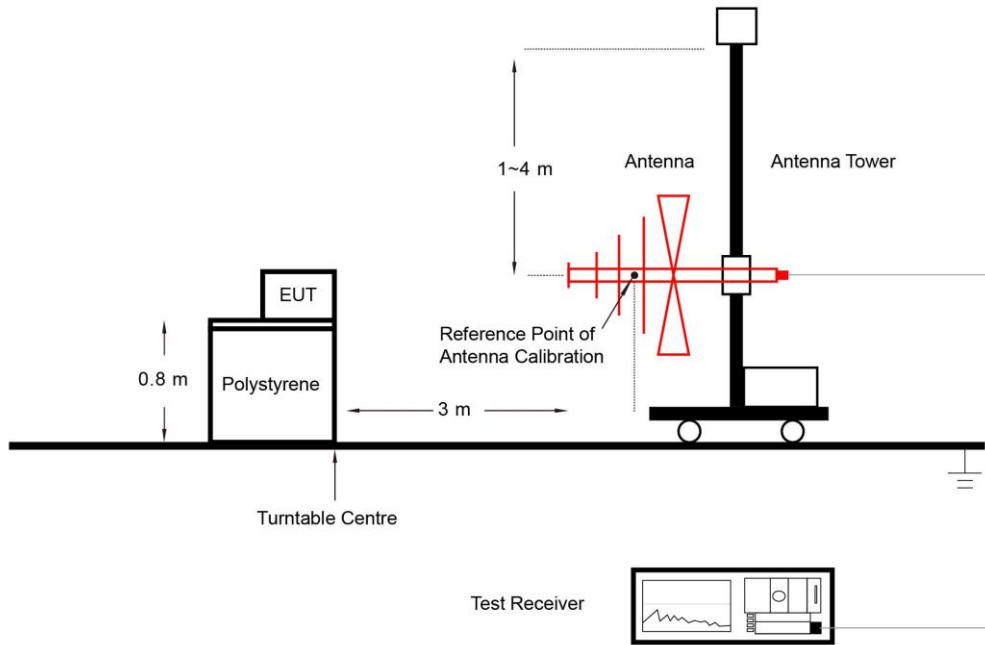 1~4 m
Antenna
Antenna Tower
EUT
Reference Point of
Antenna Calibration
0.8 m
Polystyrene
3 m
Turntable Centre
Test Receiver